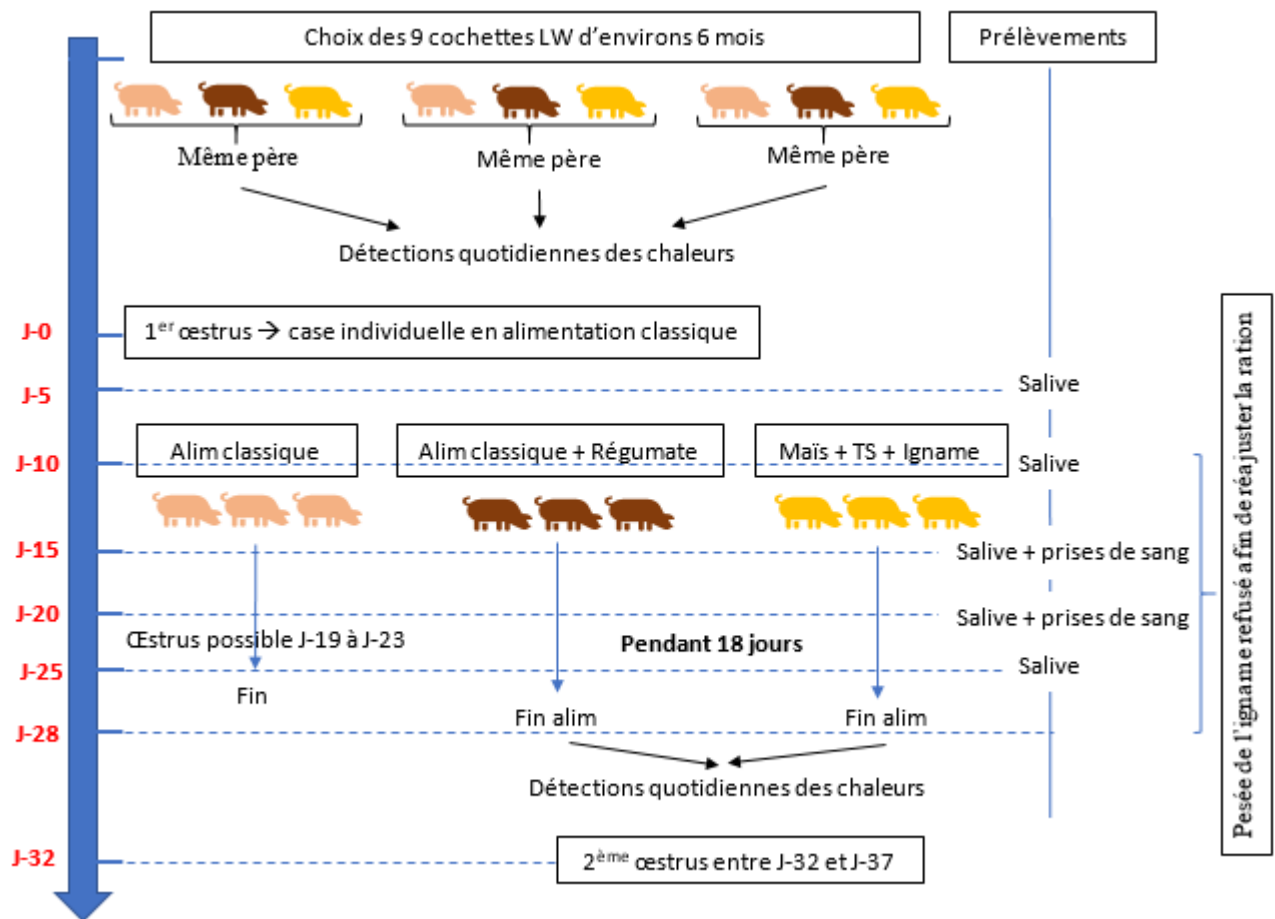 Choix des 9 cochettes LW d'environs 6 mois
Prélèvements
Même père
Même père
Même père
Détections quotidiennes des chaleurs
J-0
1er œstrus → case individuelle en alimentation classique
J-5
Salive
Alim classique
Alim classique + Régumate
Maïs + TS + Igname
J-10
Salive
J-15
Salive + prises de sang
J-20
Salive + prises de sang
Œstrus possible J-19 à J-23
Pendant 18 jours
J-25
Salive
Fin
Fin alim
Fin alim
J-28
Détections quotidiennes des chaleurs
J-32
2ème œstrus entre J-32 et J-37
Pesée de l'igname refusé afin de réajuster la ration